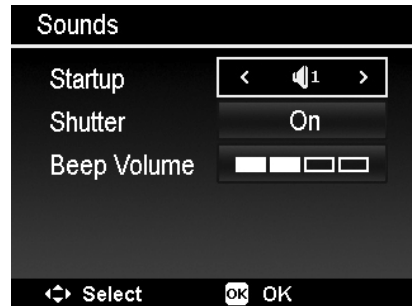 Sounds
Startup < 1 >
Shutter On
Beep Volume
Select OK OK